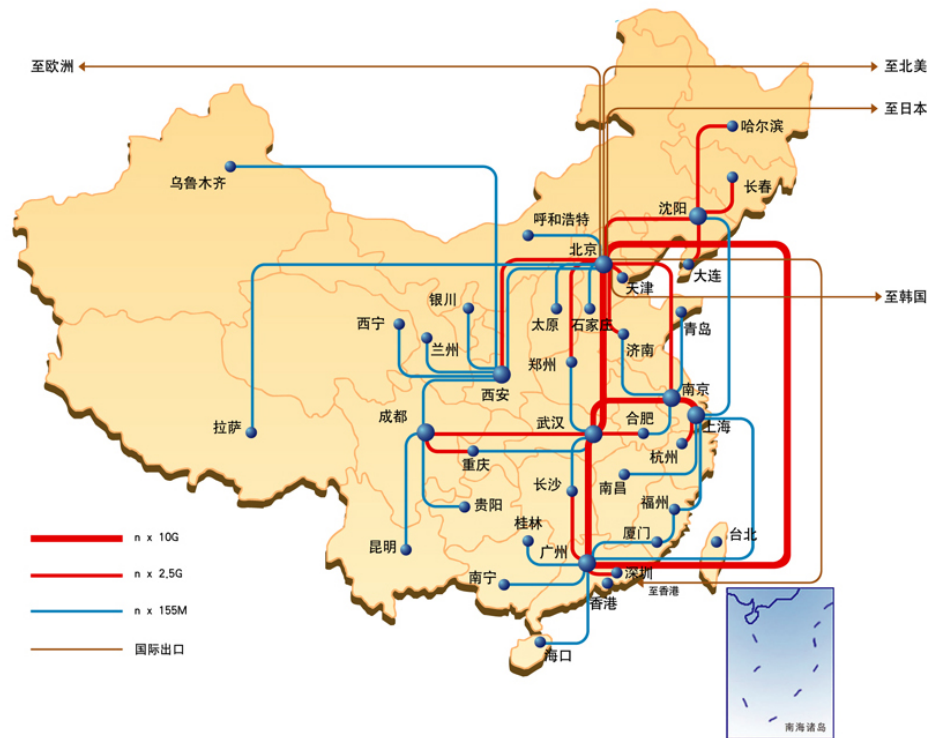 至欧洲
至北美
至日本
哈尔滨
乌鲁木齐
长春
沈阳
呼和浩特
北京
大连
天津
至韩国
银川
西宁
太原
石家庄
青岛
兰州
济南
郑州
西安
南京
成都
武汉
合肥
上海
拉萨
杭州
重庆
长沙
南昌
贵阳
福州
桂林
n x 10G
昆明
广州
厦门
台北
n x 2.5G
南宁
深圳
至香港
香港
n x 155M
国际出口
海口
南海诸岛